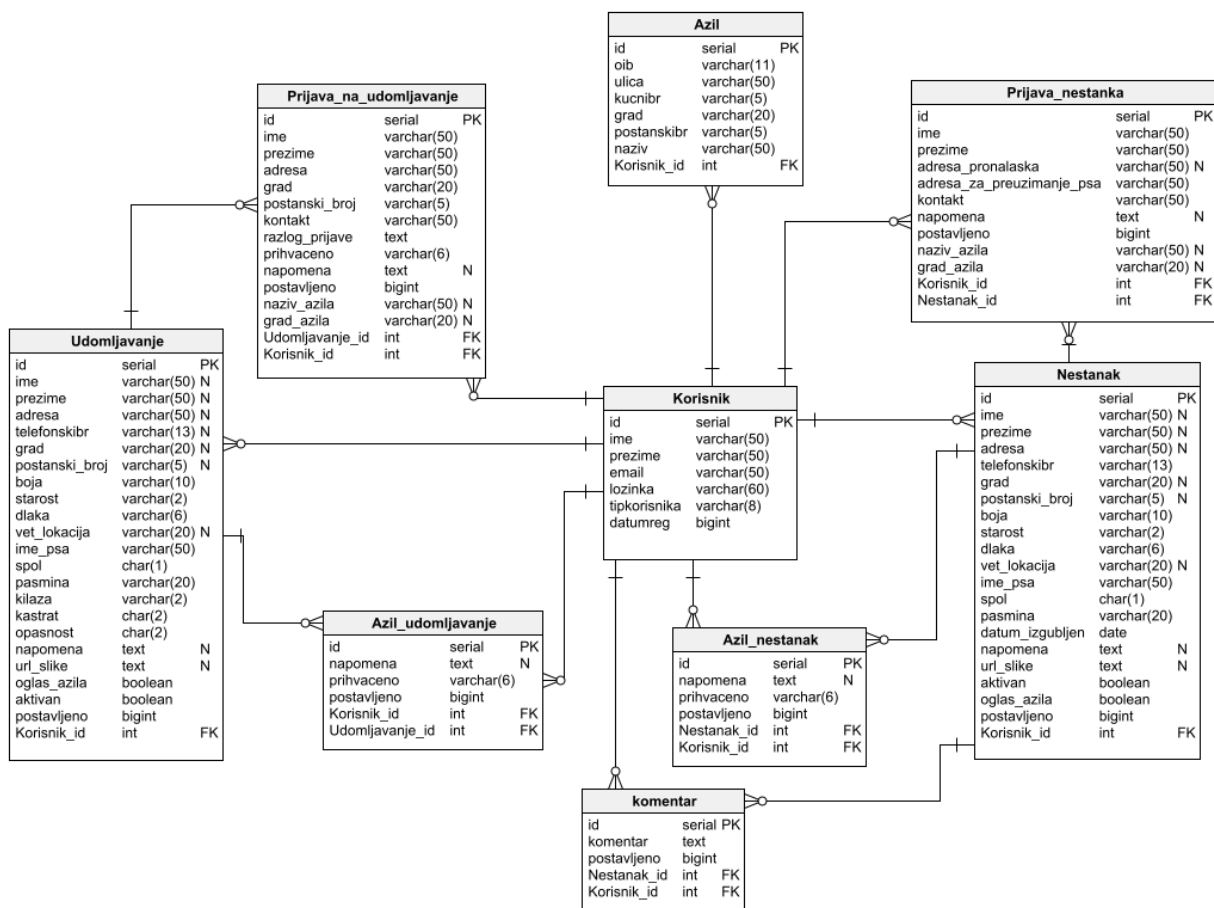 Azil
id serial PK
oib varchar(11)
ulica varchar(50)
kucnibr varchar(5)
grad varchar(20)
postanskibr varchar(5)
naziv varchar(50)
Korisnik_id int FK
Prijava_na_udomljavanje
id serial PK
ime varchar(50)
prezime varchar(50)
adresa varchar(50)
grad varchar(20)
postanski_broj varchar(5)
kontakt varchar(50)
razlog_prijave text
prihvaceno varchar(6)
napomena text N
postavljeno bigint
naziv_azila varchar(50) N
grad_azila varchar(20) N
Udomljavanje_id int FK
Korisnik_id int FK
Prijava_nestanka
id serial PK
ime varchar(50)
prezime varchar(50)
adresa_pronalaska varchar(50) N
adresa_za_preuzimanje_psa varchar(50)
kontakt varchar(50)
napomena text N
postavljeno bigint
naziv_azila varchar(50) N
grad_azila varchar(20) N
Korisnik_id int FK
Nestanak_id int FK
Udomljavanje
id serial PK
ime varchar(50) N
prezime varchar(50) N
adresa varchar(50) N
telefonskibr varchar(13) N
grad varchar(20) N
postanski_broj varchar(5) N
boja varchar(10)
starost varchar(2)
dlaka varchar(6)
vet_lokacija varchar(20) N
ime_psa varchar(50)
spol char(1)
pasmina varchar(20)
kilaza varchar(2)
kastrat char(2)
opasnost char(2)
napomena text N
url_slike text N
oglas_azila boolean
aktivan boolean
postavljeno bigint
Korisnik_id int FK
Korisnik
id serial PK
ime varchar(50)
prezime varchar(50)
email varchar(50)
lozinka varchar(60)
tipkorisnika varchar(8)
datumreg bigint
Nestanak
id serial PK
ime varchar(50) N
prezime varchar(50) N
adresa varchar(50) N
telefonskibr varchar(13)
grad varchar(20) N
postanski_broj varchar(5) N
boja varchar(10)
starost varchar(2)
dlaka varchar(6)
vet_lokacija varchar(20) N
ime_psa varchar(50)
spol char(1)
pasmina varchar(20)
datum_izgubljen date
napomena text N
url_slike text N
aktivan boolean
oglas_azila boolean
postavljeno bigint
Korisnik_id int FK
Azil_udomljavanje
id serial PK
napomena text N
prihvaceno varchar(6)
postavljeno bigint
Korisnik_id int FK
Udomljavanje_id int FK
Azil_nestanak
id serial PK
napomena text N
prihvaceno varchar(6)
postavljeno bigint
Nestanak_id int FK
Korisnik_id int FK
komentar
id serial PK
komentar text
postavljeno bigint
Nestanak_id int FK
Korisnik_id int FK